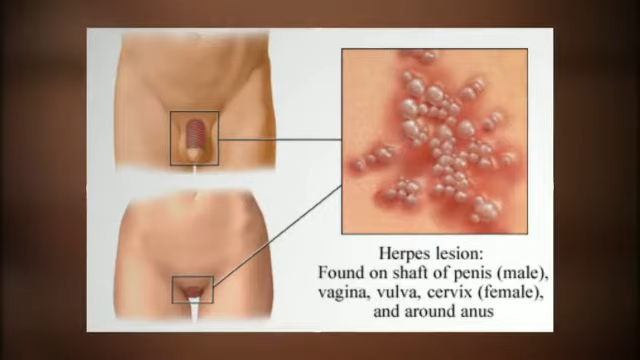 Herpes lesion:
Found on shaft of penis (male),
vagina, vulva, cervix (female),
and around anus